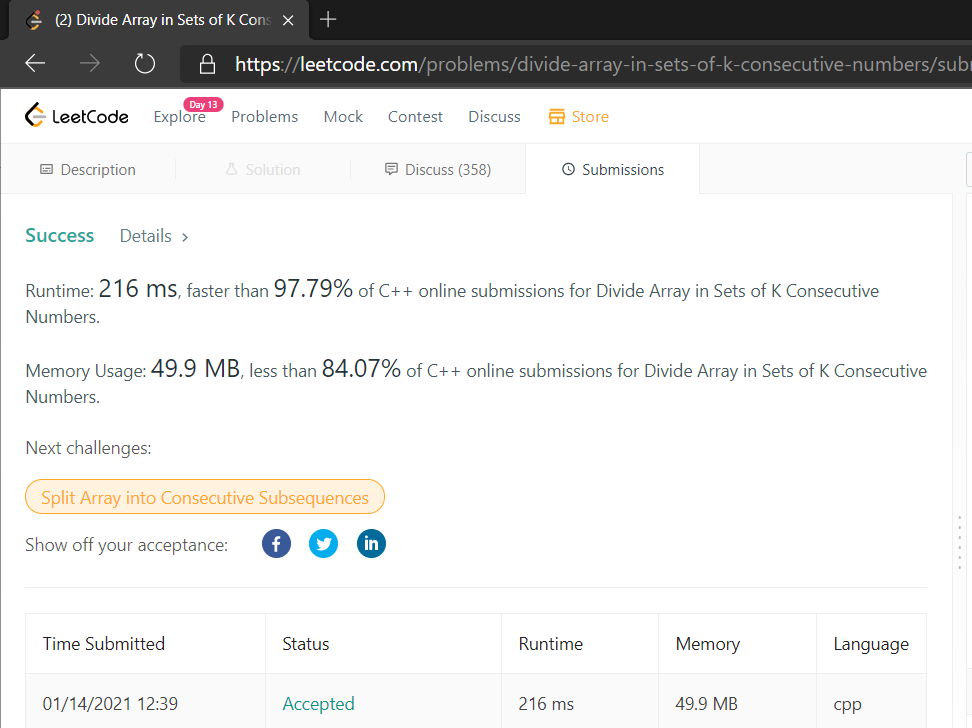 (2) Divide Array in Sets of K Cons
https://leetcode.com/problems/divide-array-in-sets-of-k-consecutive-numbers/subm
LeetCode Explore Day 13 Problems Mock Contest Discuss Store
Description Solution Discuss (358) Submissions
Success Details >
Runtime: 216 ms, faster than 97.79% of C++ online submissions for Divide Array in Sets of K Consecutive
Numbers.
Memory Usage: 49.9 MB, less than 84.07% of C++ online submissions for Divide Array in Sets of K Consecutive
Numbers.
Next challenges:
Split Array into Consecutive Subsequences
Show off your acceptance: f in
Time Submitted Status Runtime Memory Language
01/14/2021 12:39 Accepted 216 ms 49.9 MB cpp